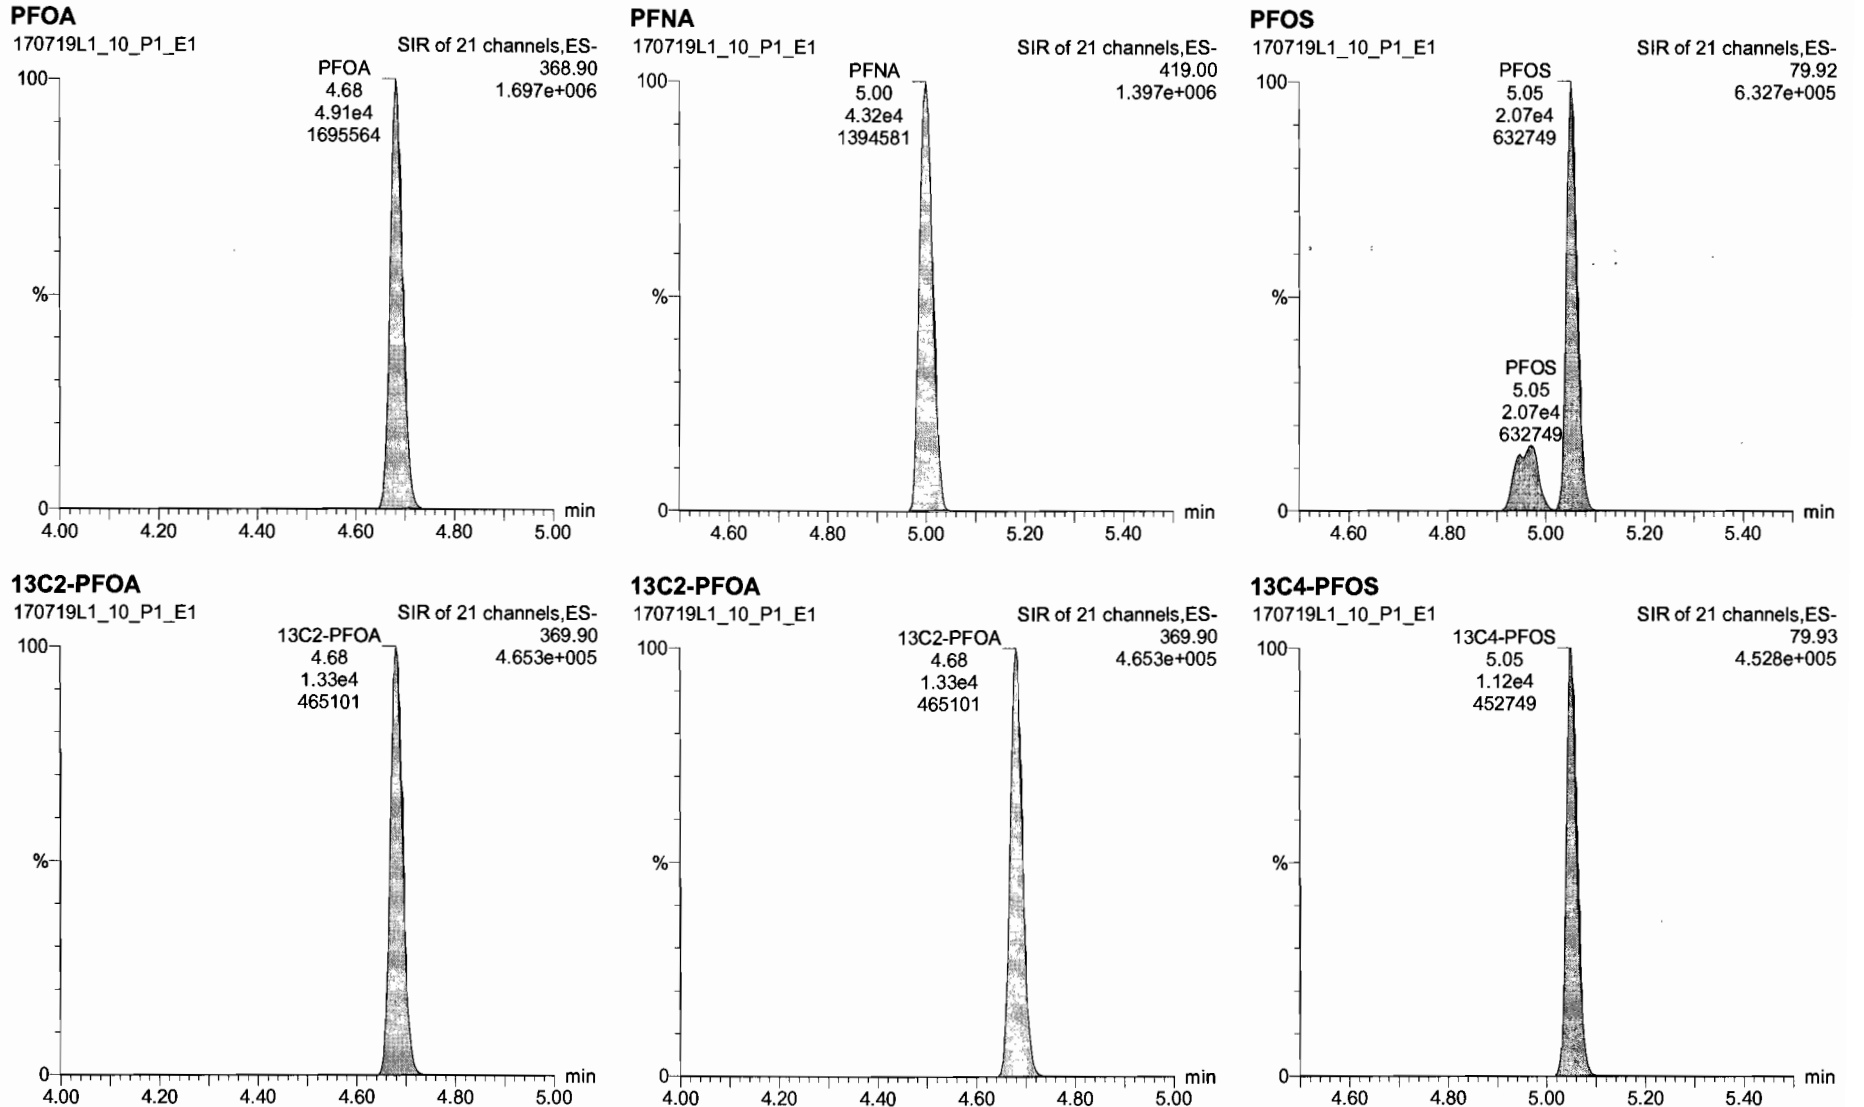 PFOA
170719L1_10_P1_E1
SIR of 21 channels,ES-
368.90
1.697e+006
PFOA
4.68
4.91e4
1695564
100
%
0
min
4.00 4.20 4.40 4.60 4.80 5.00
PFNA
170719L1_10_P1_E1
SIR of 21 channels,ES-
419.00
1.397e+006
PFNA
5.00
4.32e4
1394581
100
%
0
min
4.60 4.80 5.00 5.20 5.40
PFOS
170719L1_10_P1_E1
SIR of 21 channels,ES-
79.92
6.327e+005
PFOS
5.05
2.07e4
632749
100
%
PFOS
5.05
2.07e4
632749
0
min
4.60 4.80 5.00 5.20 5.40
13C2-PFOA
170719L1_10_P1_E1
SIR of 21 channels,ES-
369.90
4.653e+005
13C2-PFOA
4.68
1.33e4
465101
100
%
0
min
4.00 4.20 4.40 4.60 4.80 5.00
13C2-PFOA
170719L1_10_P1_E1
SIR of 21 channels,ES-
369.90
4.653e+005
13C2-PFOA
4.68
1.33e4
465101
100
%
0
min
4.00 4.20 4.40 4.60 4.80 5.00
13C4-PFOS
170719L1_10_P1_E1
SIR of 21 channels,ES-
79.93
4.528e+005
13C4-PFOS
5.05
1.12e4
452749
100
%
0
min
4.60 4.80 5.00 5.20 5.40